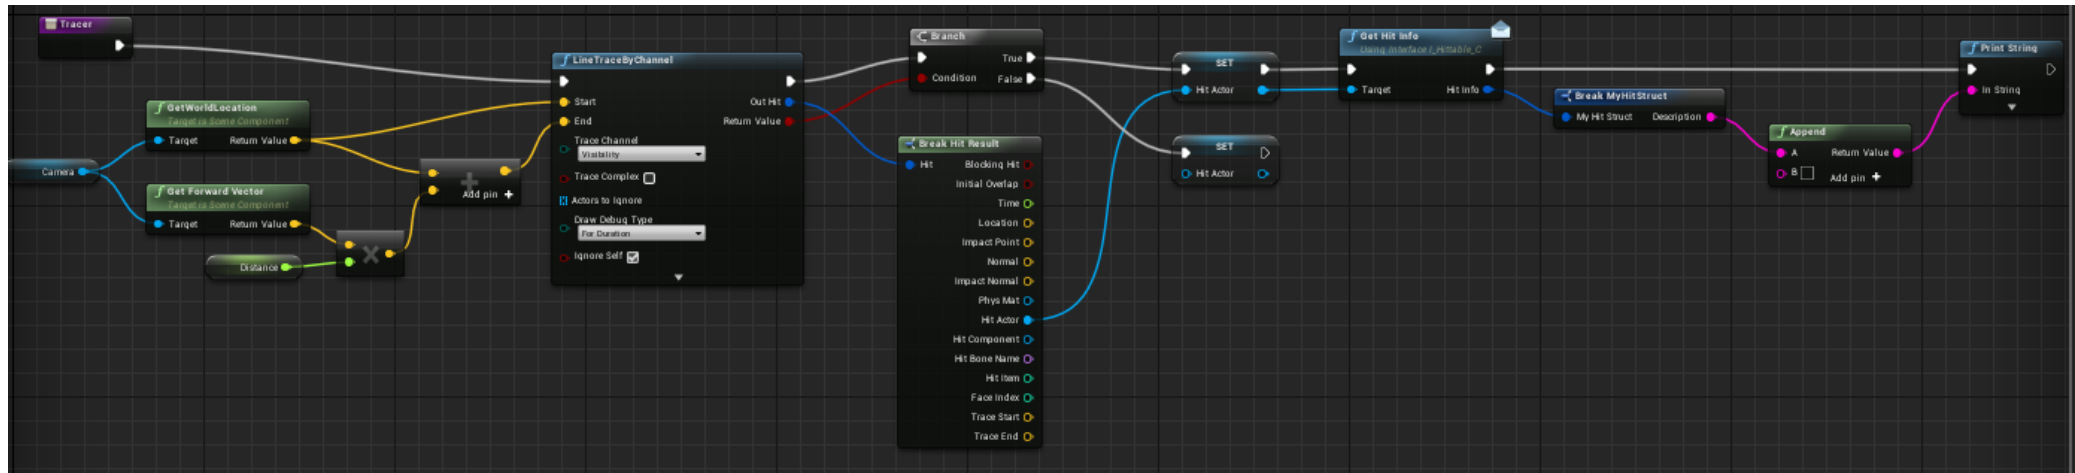 Tracer
GetWorldLocation
Target is Scene Component
Target Return Value
Camera
Get Forward Vector
Target is Scene Component
Target Return Value
Distance
Add pin
LineTraceByChannel
Start Out Hit
End Return Value
Trace Channel
Visibility
Trace Complex
Actors to Ignore
Draw Debug Type
For Duration
Ignore Self
Branch
True
Condition False
Break Hit Result
Hit Blocking Hit
Initial Overlap
Time
Location
Impact Point
Normal
Impact Normal
Phys Mat
Hit Actor
Hit Component
Hit Bone Name
Hit Item
Face Index
Trace Start
Trace End
SET
Hit Actor
SET
Hit Actor
Get Hit Info
Using Interface I_Hittable_C
Target Hit Info
Break MyHitStruct
My Hit Struct Description
Append
A Return Value
B Add pin
Print String
In String